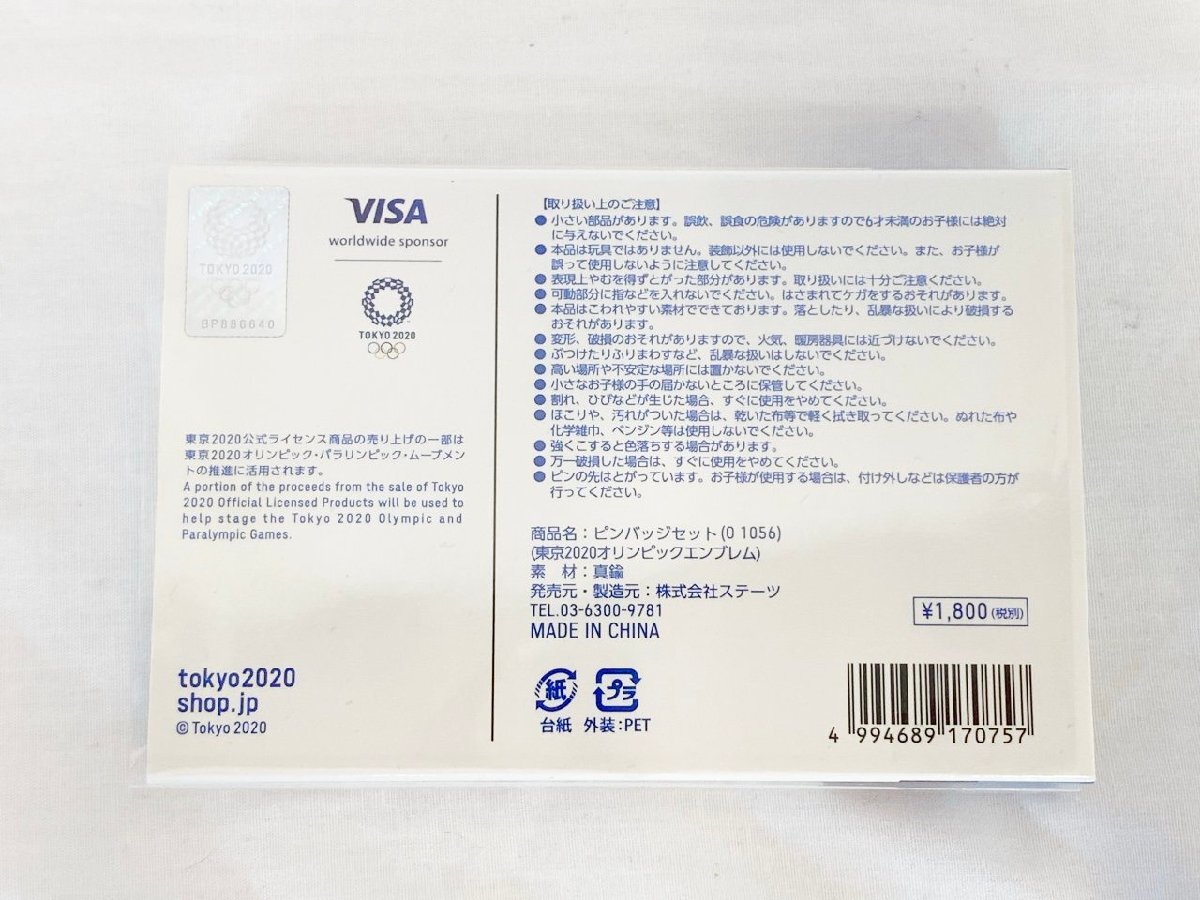 TOKYO 2020
VISA
worldwide sponsor
TOKYO 2020
東京2020公式ライセンス商品の売り上げの一部は
東京2020オリンピック・パラリンピック・ムーブメン
トの推進に活用されます。
A portion of the proceeds from the sale of Tokyo
2020 Official Licensed Products will be used to
help stage the Tokyo 2020 Olympic and
Paralympic Games.
tokyo2020
shop.jp
©Tokyo 2020
【取り扱い上のご注意】
●小さい部品があります。誤飲、誤食の危険がありますので6才未満のお子様には絶対
に与えないでください。
●本品は玩具ではありません。装飾以外には使用しないでください。また、お子様が
誤って使用しないように注意してください。
●表現上やむを得ずとがった部分があります。取り扱いには十分ご注意ください。
●可動部分に指などを入れないでください。はさまれてケガをするおそれがあります。
●本品はこわれやすい素材でできております。落としたり、乱暴な扱いにより破損する
おそれがあります。
●変形、破損のおそれがありますので、火気、暖房器具には近づけないでください。
●ぶつけたりふりまわすなど、乱暴な扱いはしないでください。
●高い場所や不安定な場所には置かないでください。
●小さなお子様の手の届かないところに保管してください。
●割れ、ひびなどが生じた場合、すぐに使用をやめてください。
●ほこりや、汚れがついた場合は、乾いた布等で軽く拭き取ってください。ぬれた布や
化学雑巾、ベンジン等は使用しないでください。
●強くこすると色落ちする場合があります。
●万一破損した場合は、すぐに使用をやめてください。
●ピンの先はとがっています。お子様が使用する場合は、付け外しなどは保護者の方が
行ってください。
商品名：ピンバッジセット(0 1056)
(東京2020オリンピックエンブレム)
素 材：真鍮
発売元・製造元：株式会社ステーツ
TEL.03-6300-9781
MADE IN CHINA
¥1,800(税別)
紙 プラ
台紙 外装:PET
4 994689 170757